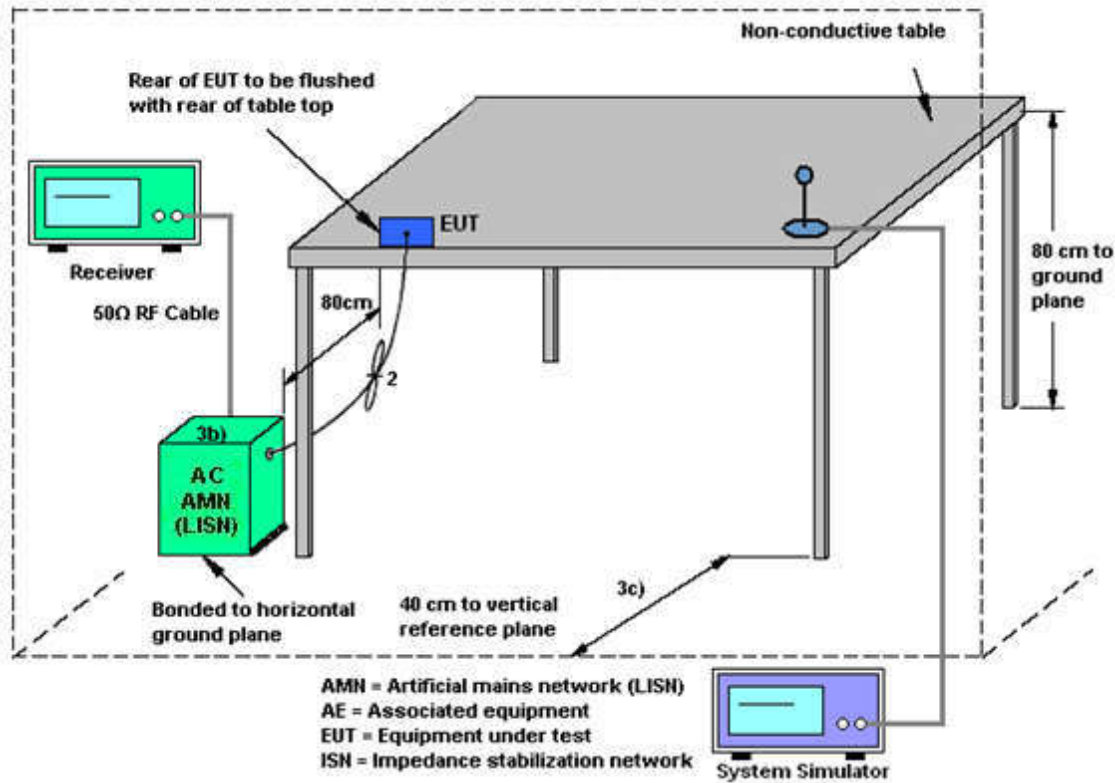 Non-conductive table
Rear of EUT to be flushed
with rear of table top
EUT
Receiver
80cm
80 cm to
ground
plane
50Ω RF Cable
2
3b)
AC
AMN
(LISN)
3c)
Bonded to horizontal
ground plane
40 cm to vertical
reference plane
AMN = Artificial mains network (LISN)
AE = Associated equipment
EUT = Equipment under test
ISN = Impedance stabilization network
System Simulator